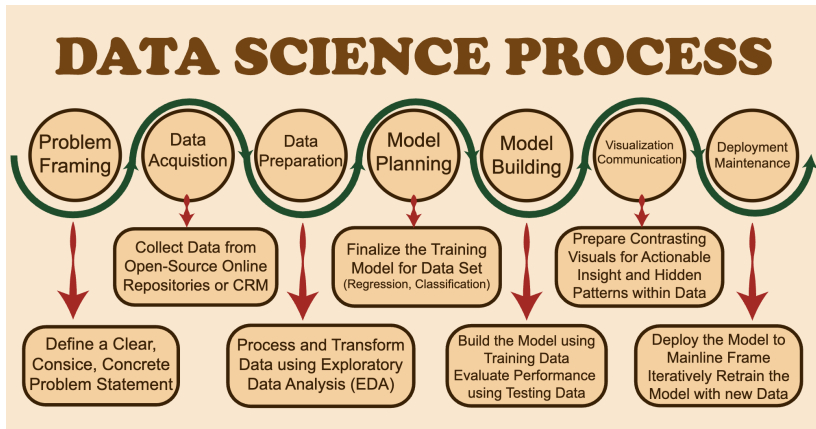 DATA SCIENCE PROCESS
Problem
Framing
Data
Acquistion
Data
Preparation
Model
Planning
Model
Building
Visualization
Communication
Deployment
Maintenance
Collect Data from
Open-Source Online
Repositories or CRM
Finalize the Training
Model for Data Set
(Regression, Classification)
Prepare Contrasting
Visuals for Actionable
Insight and Hidden
Patterns within Data
Define a Clear,
Consice, Concrete
Problem Statement
Process and Transform
Data using Exploratory
Data Analysis (EDA)
Build the Model using
Training Data
Evaluate Performance
using Testing Data
Deploy the Model to
Mainline Frame
Iteratively Retrain the
Model with new Data